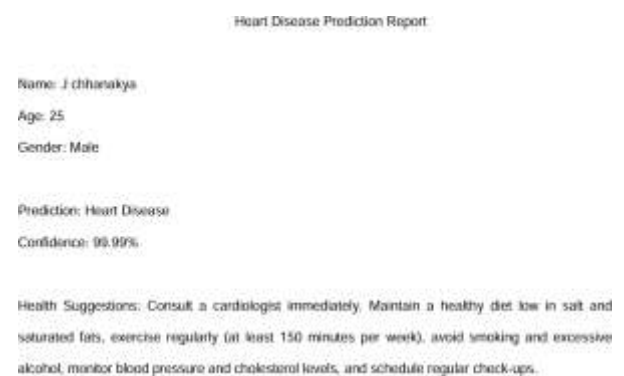 Heart Disease Prediction Report
Name: J chhanakya
Age: 25
Gender: Male
Prediction: Heart Disease
Confidence: 99.99%
Health Suggestions: Consult a cardiologist immediately. Maintain a healthy diet low in salt and
saturated fats, exercise regularly (at least 150 minutes per week), avoid smoking and excessive
alcohol, monitor blood pressure and cholesterol levels, and schedule regular check-ups.